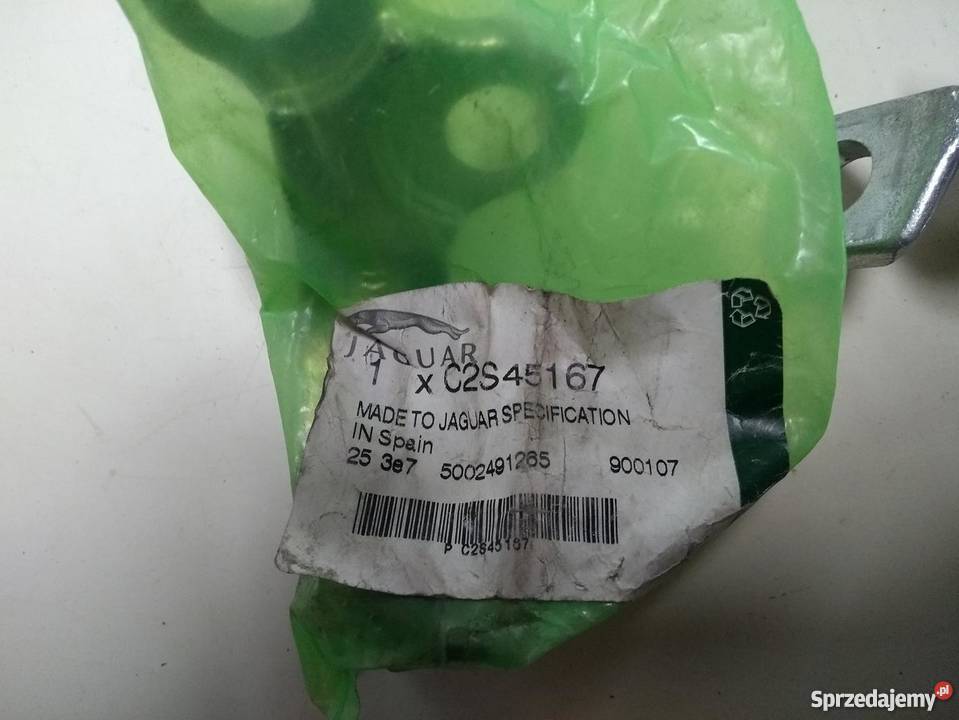 JAGUAR
1 x C2S45167
MADE TO JAGUAR SPECIFICATION
IN Spain
25 3e7 5002491265 900107
P C2S45167
Sprzedajemy.pl